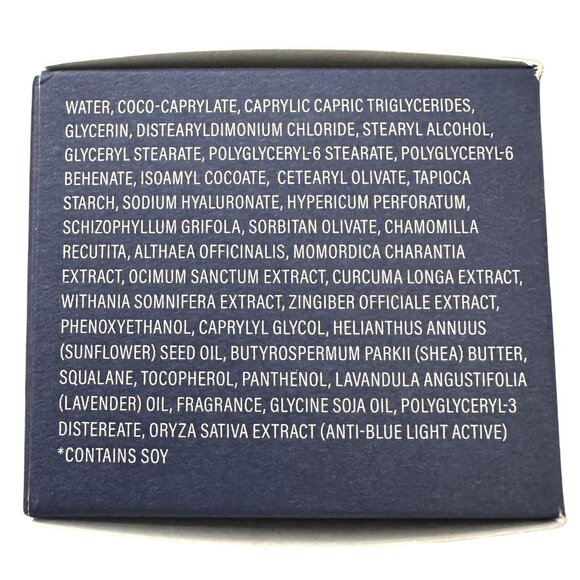 WATER, COCO-CAPRYLATE, CAPRYLIC CAPRIC TRIGLYCERIDES,
GLYCERIN, DISTEARYLDIMONIUM CHLORIDE, STEARYL ALCOHOL,
GLYCERYL STEARATE, POLYGLYCERYL-6 STEARATE, POLYGLYCERYL-6
BEHENATE, ISOAMYL COCOATE, CETEARYL OLIVATE, TAPIOCA
STARCH, SODIUM HYALURONATE, HYPERICUM PERFORATUM,
SCHIZOPHYLLUM GRIFOLA, SORBITAN OLIVATE, CHAMOMILLA
RECUTITA, ALTHAEA OFFICINALIS, MOMORDICA CHARANTIA
EXTRACT, OCIMUM SANCTUM EXTRACT, CURCUMA LONGA EXTRACT,
WITHANIA SOMNIFERA EXTRACT, ZINGIBER OFFICIALE EXTRACT,
PHENOXYETHANOL, CAPRYLYL GLYCOL, HELIANTHUS ANNUUS
(SUNFLOWER) SEED OIL, BUTYROSPERMUM PARKII (SHEA) BUTTER,
SQUALANE, TOCOPHEROL, PANTHENOL, LAVANDULA ANGUSTIFOLIA
(LAVENDER) OIL, FRAGRANCE, GLYCINE SOJA OIL, POLYGLYCERYL-3
DISTEREATE, ORYZA SATIVA EXTRACT (ANTI-BLUE LIGHT ACTIVE)
*CONTAINS SOY